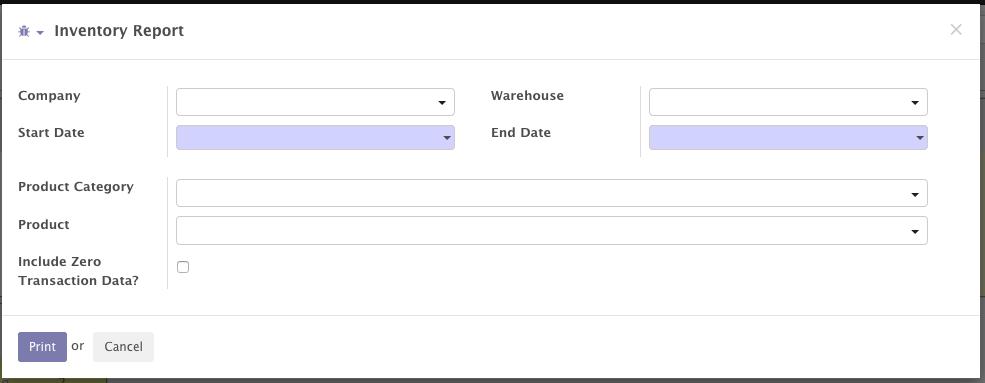 Inventory Report
Company
Warehouse
Start Date
End Date
Product Category
Product
Include Zero
Transaction Data?
Print or Cancel